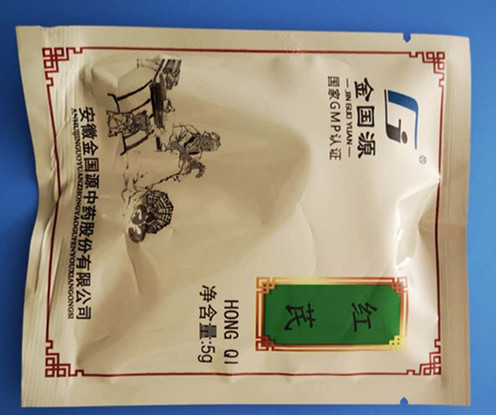 金国源
—JIN GUO YUAN—
国家GMP认证
红芪
HONG QI
净含量:5g
安徽金国源中药股份有限公司
ANHUIJINGUOYUANZHONGYAOGUFENYOUXIANGONGSI